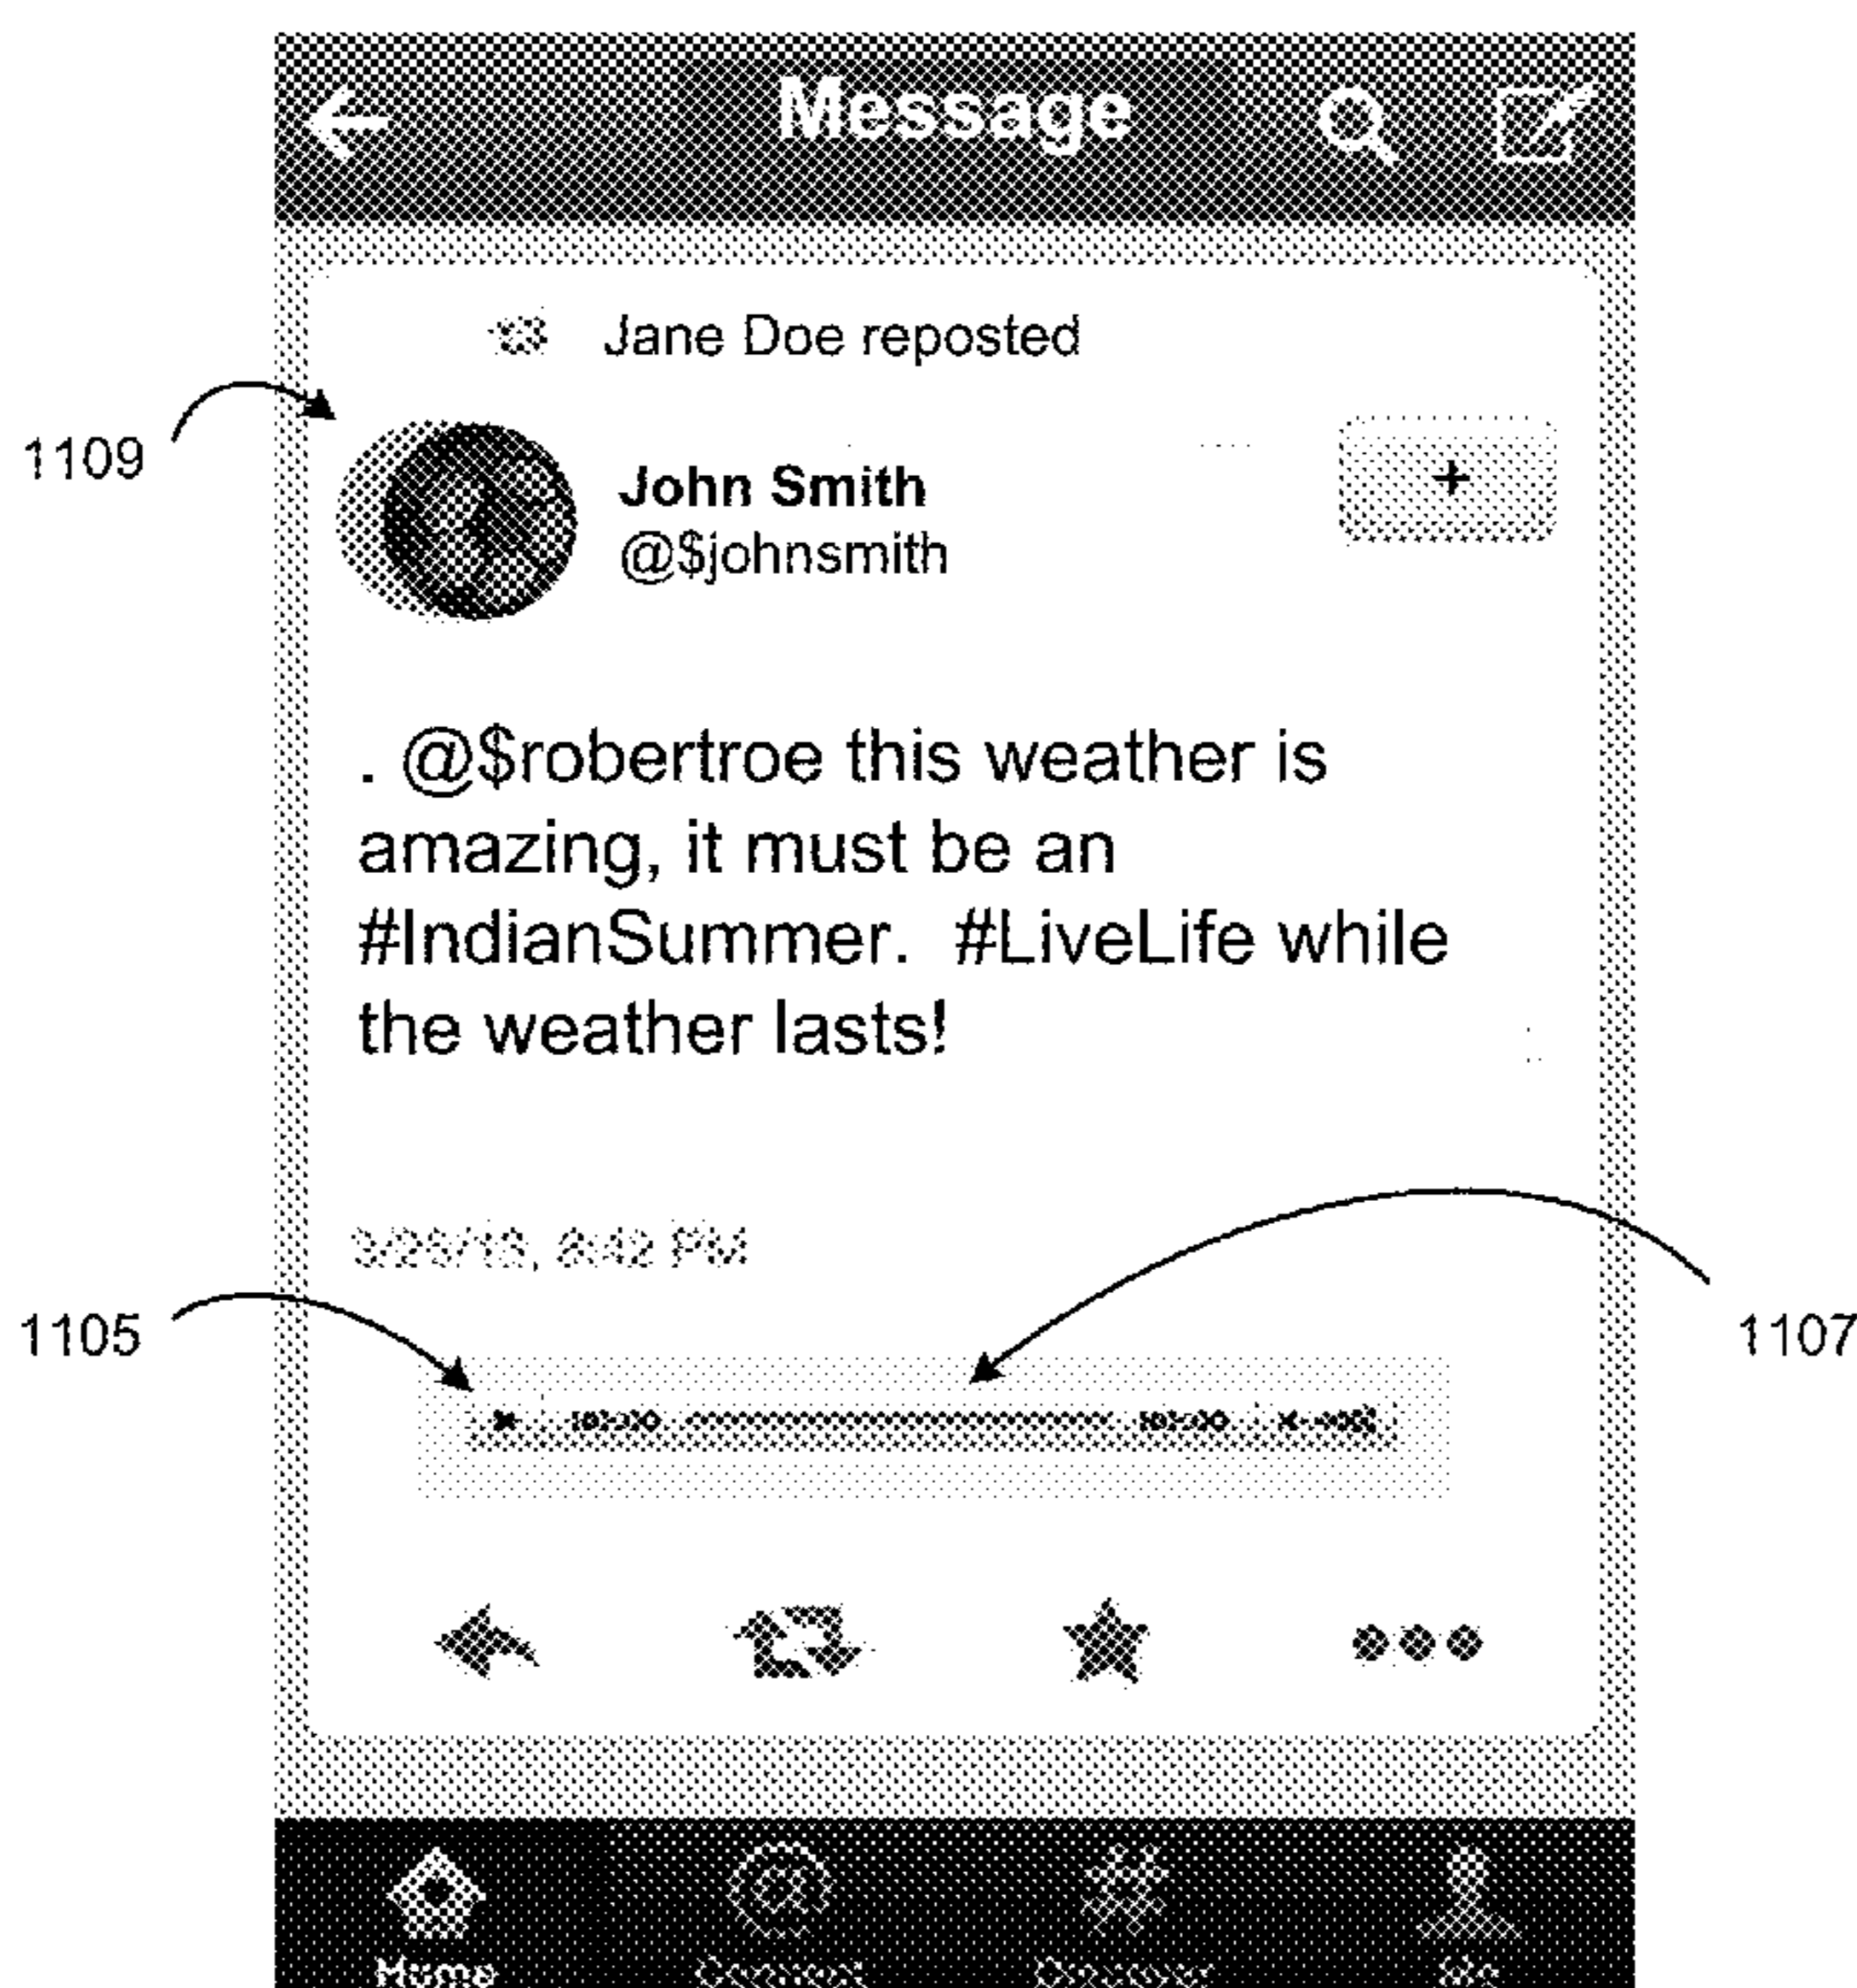 Message
Jane Doe reposted
1109
John Smith
@$johnsmith
+
. @$robertroe this weather is
amazing, it must be an
#IndianSummer.  #LiveLife while
the weather lasts!
PM
1105
1107
Home